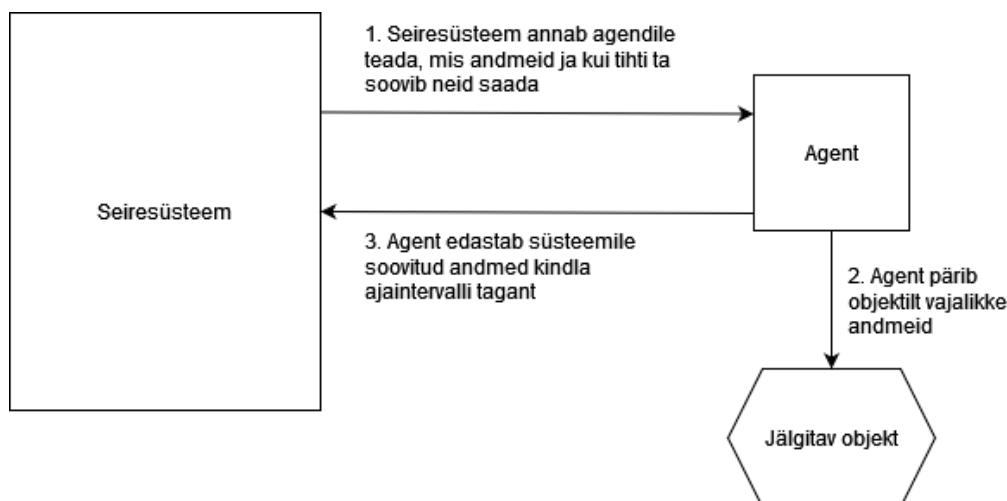 1. Seiresüsteem annab agendile
teada, mis andmeid ja kui tihti ta
soovib neid saada
Agent
Seiresüsteem
3. Agent edastab süsteemile
soovitud andmed kindla
ajaintervalli tagant
2. Agent pärib
objektilt vajalikke
andmeid
Jälgitav objekt